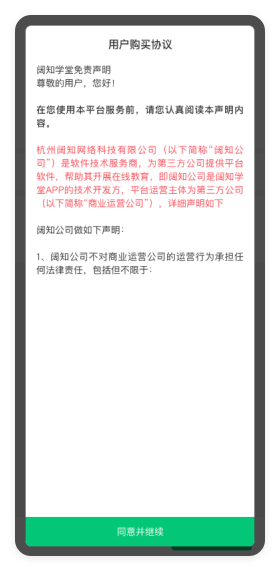 用户购买协议
阔知学堂免责声明
尊敬的用户，您好！
在您使用本平台服务前，请您认真阅读本声明内
容。
杭州阔知网络科技有限公司（以下简称“阔知公
司”）是软件技术服务商，为第三方公司提供平台
软件，帮助其开展在线教育，即阔知公司是阔知学
堂APP的技术开发方，平台运营主体为第三方公司
（以下简称“商业运营公司”），详细声明如下
阔知公司做如下声明：
1、阔知公司不对商业运营公司的运营行为承担任
何法律责任，包括但不限于：
同意并继续